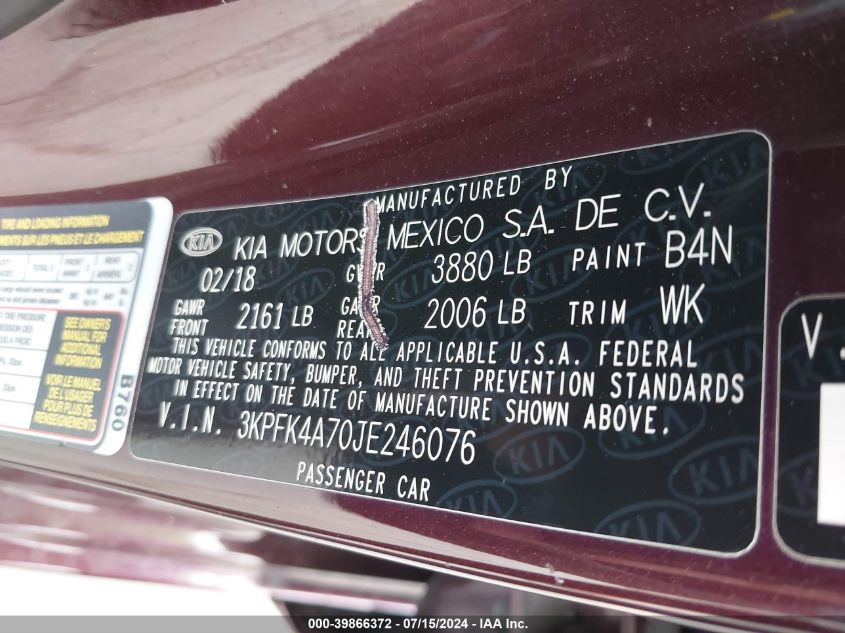 TIRE AND LOADING INFORMATION
SEE OWNER'S
MANUAL FOR
ADDITIONAL
INFORMATION
VOIR LE MANUEL
DE L'USAGER
POUR PLUS DE
RENSEIGNEMENTS
B760
MANUFACTURED BY
KIA KIA MOTORS MEXICO S.A. DE C.V.
02/18 GVWR 3880 LB PAINT B4N
GAWR FRONT 2161 LB GAWR REAR 2006 LB TRIM WK
THIS VEHICLE CONFORMS TO ALL APPLICABLE U.S.A. FEDERAL
MOTOR VEHICLE SAFETY, BUMPER, AND THEFT PREVENTION STANDARDS
IN EFFECT ON THE DATE OF MANUFACTURE SHOWN ABOVE.
V.I.N. 3KPFK4A70JE246076
PASSENGER CAR
V.
000-39866372 - 07/15/2024 - IAA Inc.